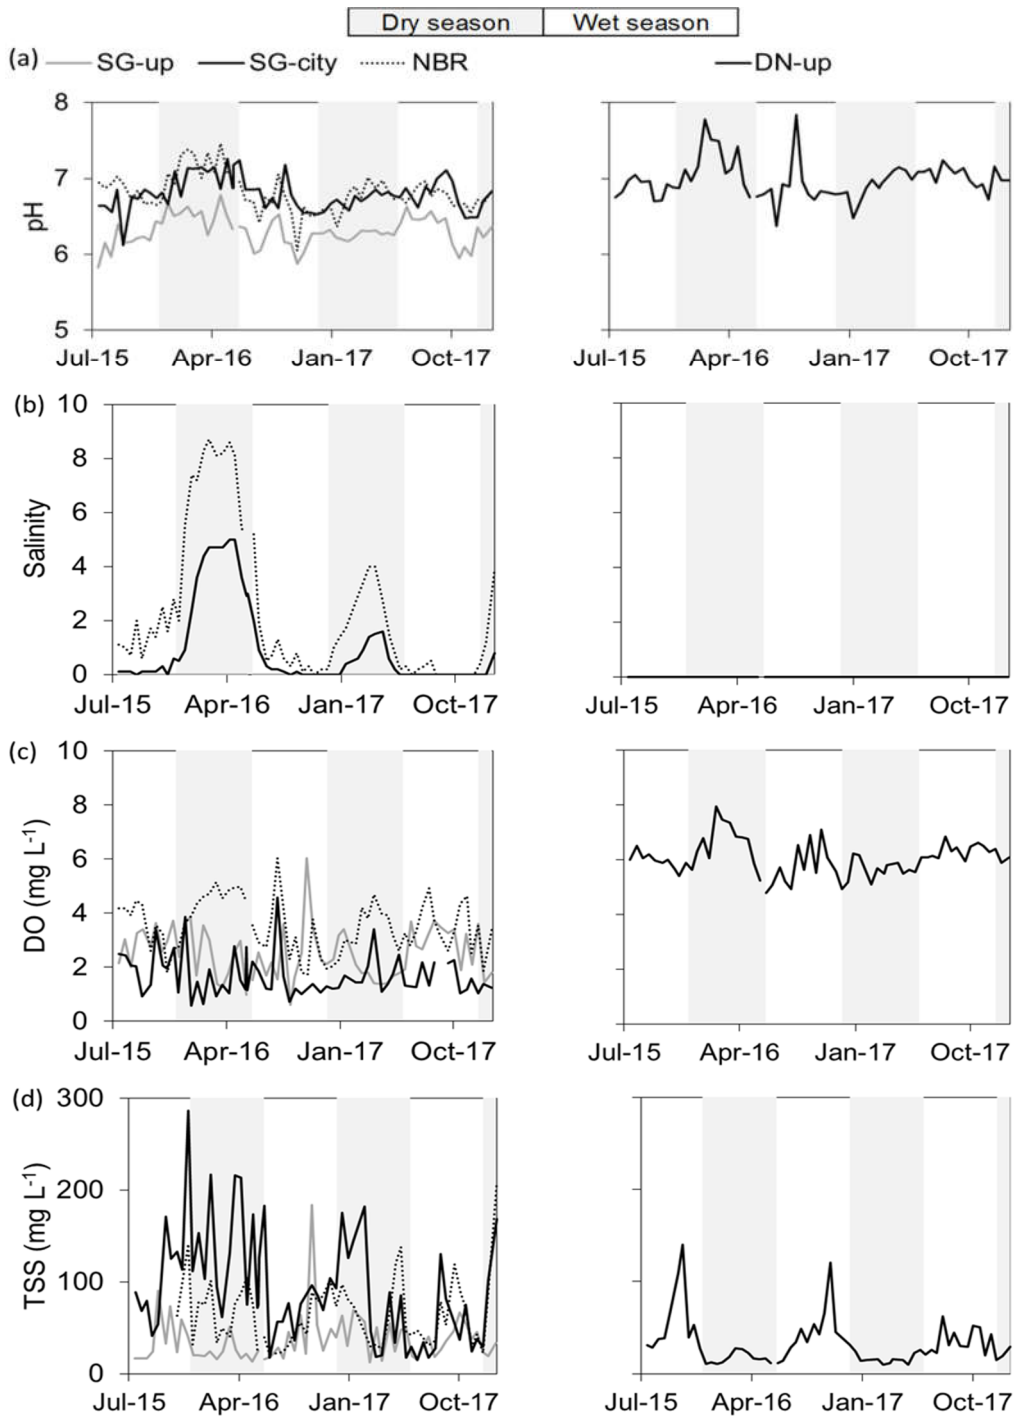 Dry season Wet season
(a) SG-up SG-city NBR DN-up
8
7
6
5
pH
Jul-15 Apr-16 Jan-17 Oct-17 Jul-15 Apr-16 Jan-17 Oct-17
(b) 10
8
6
4
2
0
Salinity
Jul-15 Apr-16 Jan-17 Oct-17 Jul-15 Apr-16 Jan-17 Oct-17
(c) 10
8
6
4
2
0
DO (mg L-1)
Jul-15 Apr-16 Jan-17 Oct-17 Jul-15 Apr-16 Jan-17 Oct-17
(d) 300
200
100
0
TSS (mg L-1)
Jul-15 Apr-16 Jan-17 Oct-17 Jul-15 Apr-16 Jan-17 Oct-17